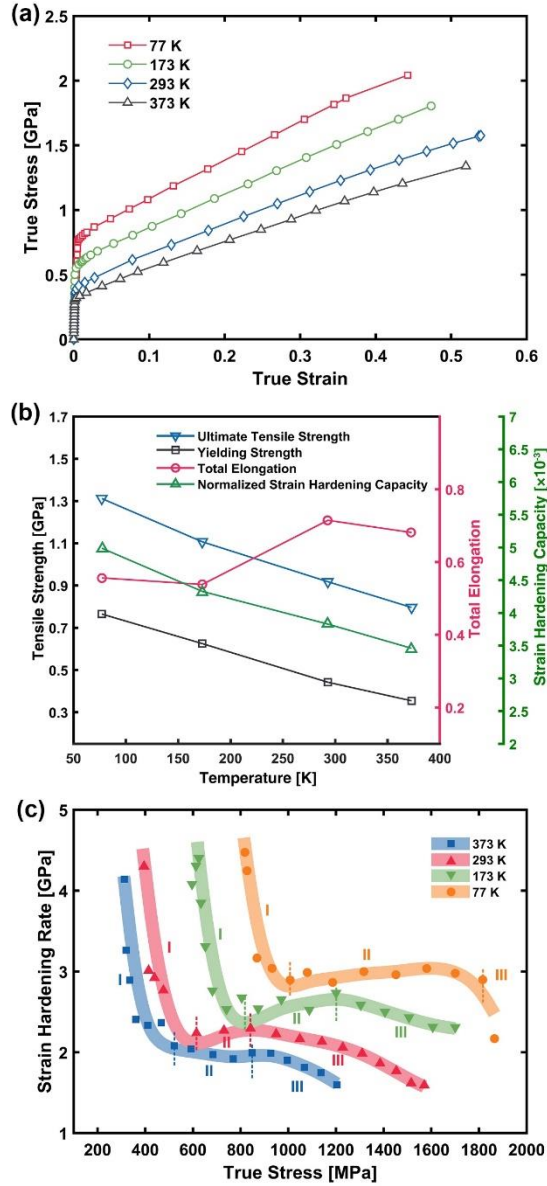 (a)
2.5
2
1.5
1
0.5
0
True Stress [GPa]
77 K
173 K
293 K
373 K
0 0.1 0.2 0.3 0.4 0.5 0.6
True Strain
(b)
1.7
1.5
1.3
1.1
0.9
0.7
0.5
0.3
Tensile Strength [GPa]
Ultimate Tensile Strength
Yielding Strength
Total Elongation
Normalized Strain Hardening Capacity
0.8
0.6
0.4
0.2
Total Elongation
7
6.5
6
5.5
5
4.5
4
3.5
3
2.5
2
Strain Hardening Capacity [×10⁻³]
50 100 150 200 250 300 350 400
Temperature [K]
(c)
5
4
3
2
1
Strain Hardening Rate [GPa]
373 K
293 K
173 K
77 K
I
II
III
I
II
III
I
II
III
I
II
III
200 400 600 800 1000 1200 1400 1600 1800 2000
True Stress [MPa]